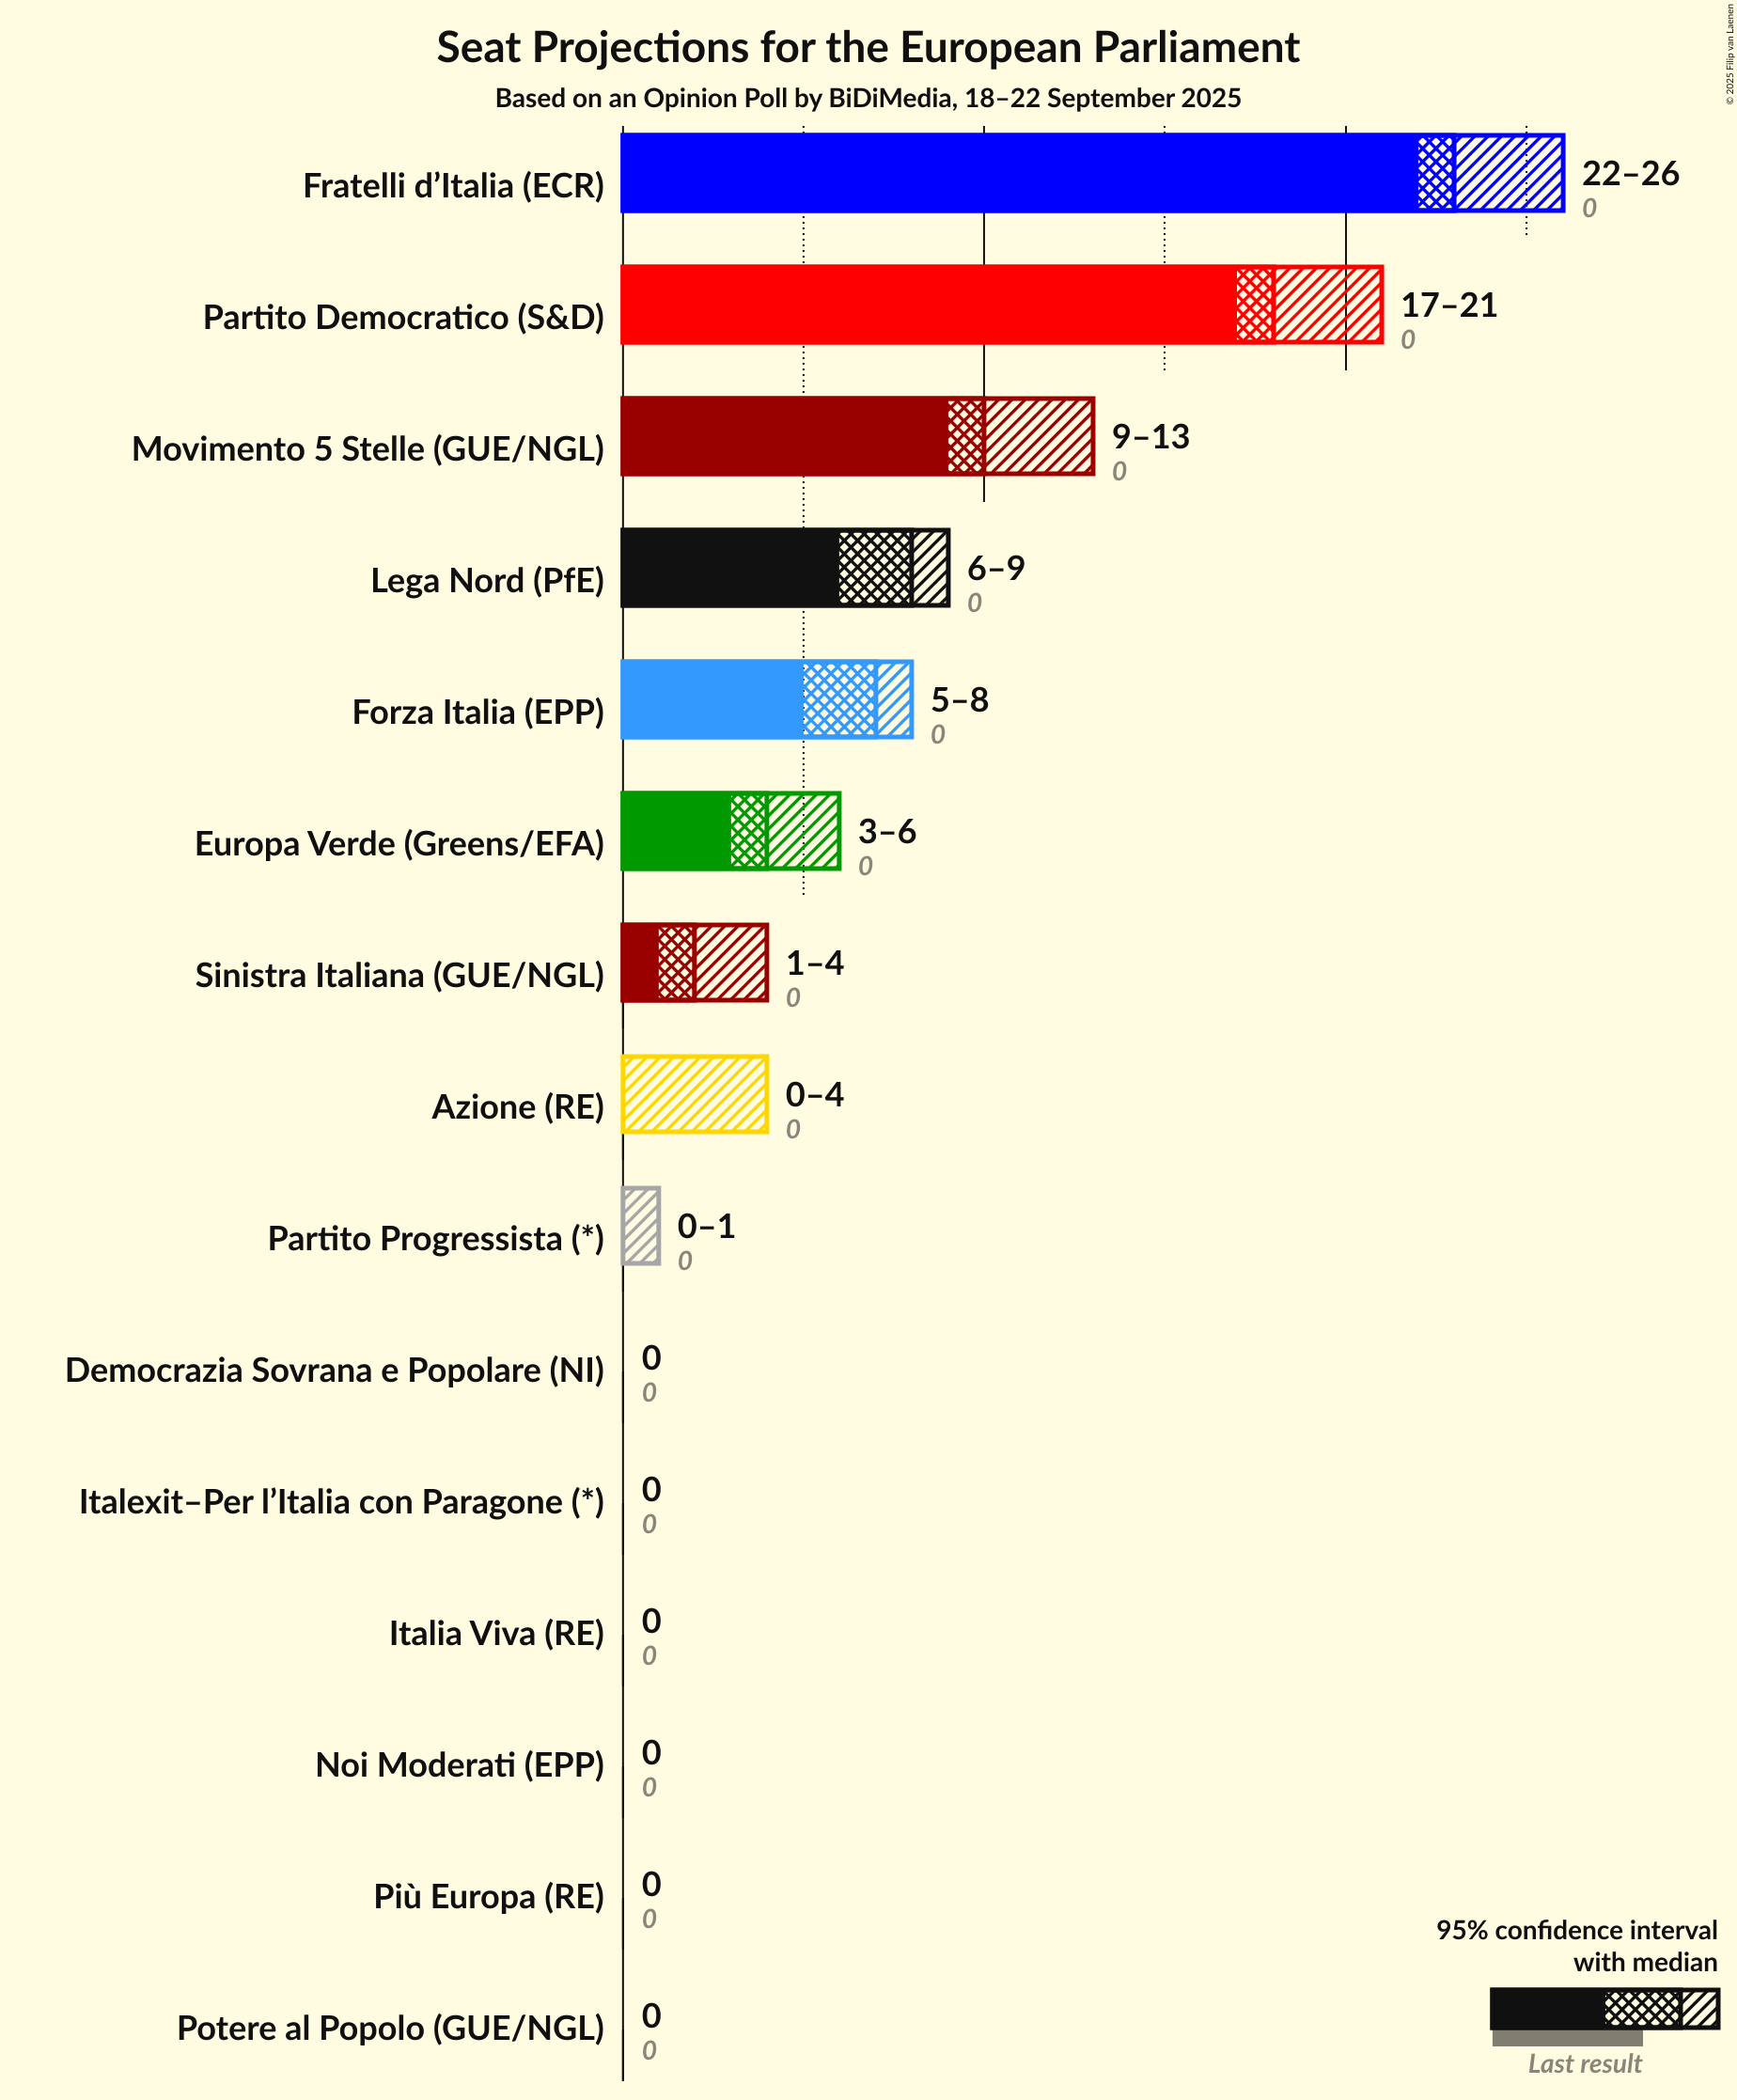 © 2025 Filip van Laenen
Seat Projections for the European Parliament
Based on an Opinion Poll by BiDiMedia, 18–22 September 2025
Fratelli d’Italia (ECR)
22–26
0
Partito Democratico (S&D)
17–21
0
Movimento 5 Stelle (GUE/NGL)
9–13
0
Lega Nord (PfE)
6–9
0
Forza Italia (EPP)
5–8
0
Europa Verde (Greens/EFA)
3–6
0
Sinistra Italiana (GUE/NGL)
1–4
0
Azione (RE)
0–4
0
Partito Progressista (*)
0–1
0
Democrazia Sovrana e Popolare (NI)
0
0
Italexit–Per l’Italia con Paragone (*)
0
0
Italia Viva (RE)
0
0
Noi Moderati (EPP)
0
0
Più Europa (RE)
0
0
Potere al Popolo (GUE/NGL)
0
0
95% confidence interval
with median
Last result